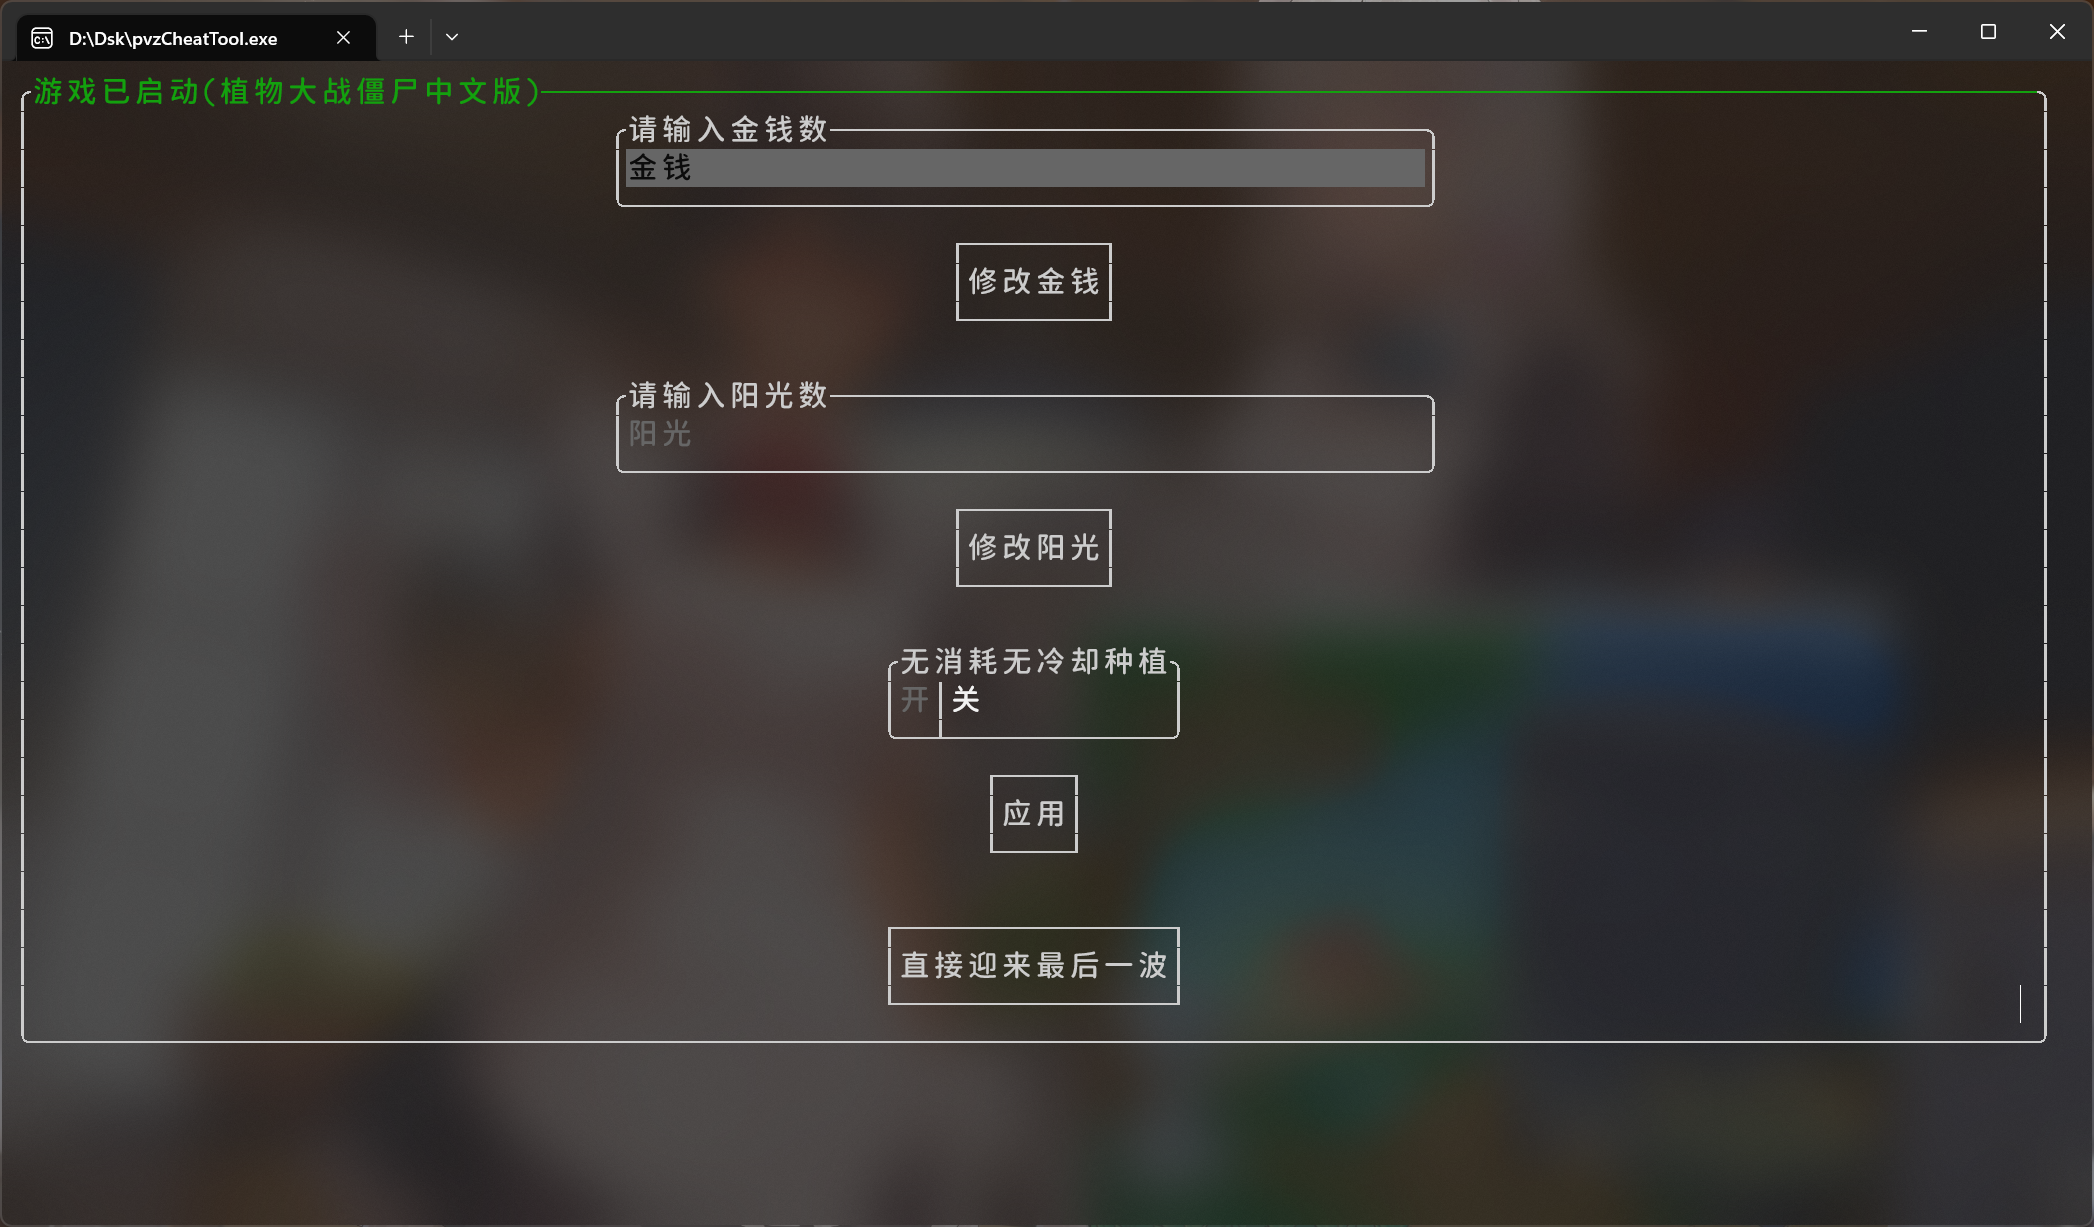 D:\Dsk\pvzCheatTool.exe
游戏已启动(植物大战僵尸中文版)
请输入金钱数
金钱
修改金钱
请输入阳光数
阳光
修改阳光
无消耗无冷却种植
开 关
应用
直接迎来最后一波